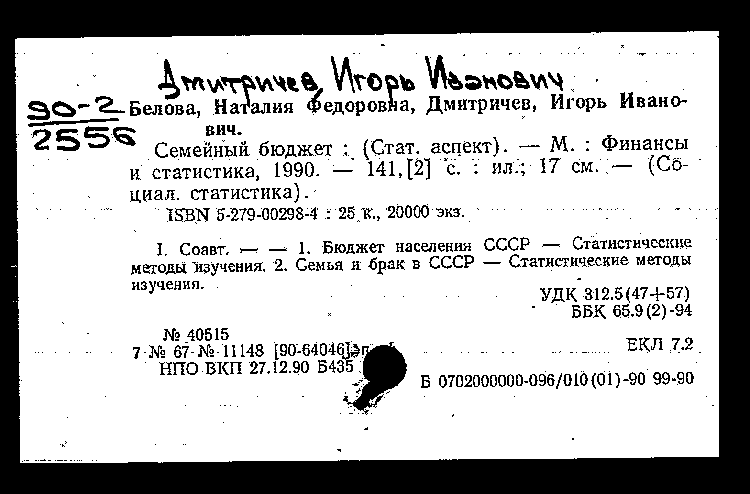 Дмитричев Игорь Иванович
90-2
2556
Белова, Наталия Федоровна, Дмитричев, Игорь Ивано-
вич.
Семейный бюджет : (Стат. аспект). — М. : Финансы
и статистика, 1990. — 141,[2] с. : ил.; 17 см. — (Со-
циал. статистика).
ISBN 5-279-00298-4 : 25 к., 20000 экз.
I. Соавт. — — 1. Бюджет населения СССР — Статистические
методы изучения. 2. Семья и брак в СССР — Статистические методы
изучения.
УДК 312.5(47+57)
ББК 65.9(2)-94
№ 40515
7 № 67 № 11148 [90-64046]
ЕКЛ 7.2
НПО ВКП 27.12.90 Б435
Б 0702000000-096/010(01)-90 99-90